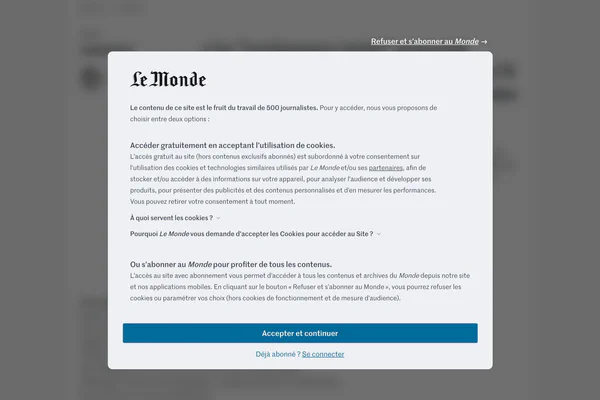 Refuser et s'abonner au Monde →
Le Monde
Le contenu de ce site est le fruit du travail de 500 journalistes. Pour y accéder, nous vous proposons de
choisir entre deux options :
Accéder gratuitement en acceptant l'utilisation de cookies.
L'accès gratuit au site (hors contenus exclusifs abonnés) est subordonné à votre consentement sur
l'utilisation des cookies et technologies similaires utilisés par Le Monde et/ou ses partenaires, afin de
stocker et/ou accéder à des informations sur votre appareil, pour analyser l'audience et développer ses
produits, pour présenter des publicités et des contenus personnalisés et d'en mesurer les performances.
Vous pouvez retirer votre consentement à tout moment.
À quoi servent les cookies ?
Pourquoi Le Monde vous demande d'accepter les Cookies pour accéder au Site ?
Ou s'abonner au Monde pour profiter de tous les contenus.
L'accès au site avec abonnement vous permet d'accéder à tous les contenus et archives du Monde depuis notre site
et nos applications mobiles. En cliquant sur le bouton « Refuser et s'abonner au Monde », vous pourrez refuser les
cookies ou paramétrer vos choix (hors cookies de fonctionnement et de mesure d'audience).
Accepter et continuer
Déjà abonné ? Se connecter